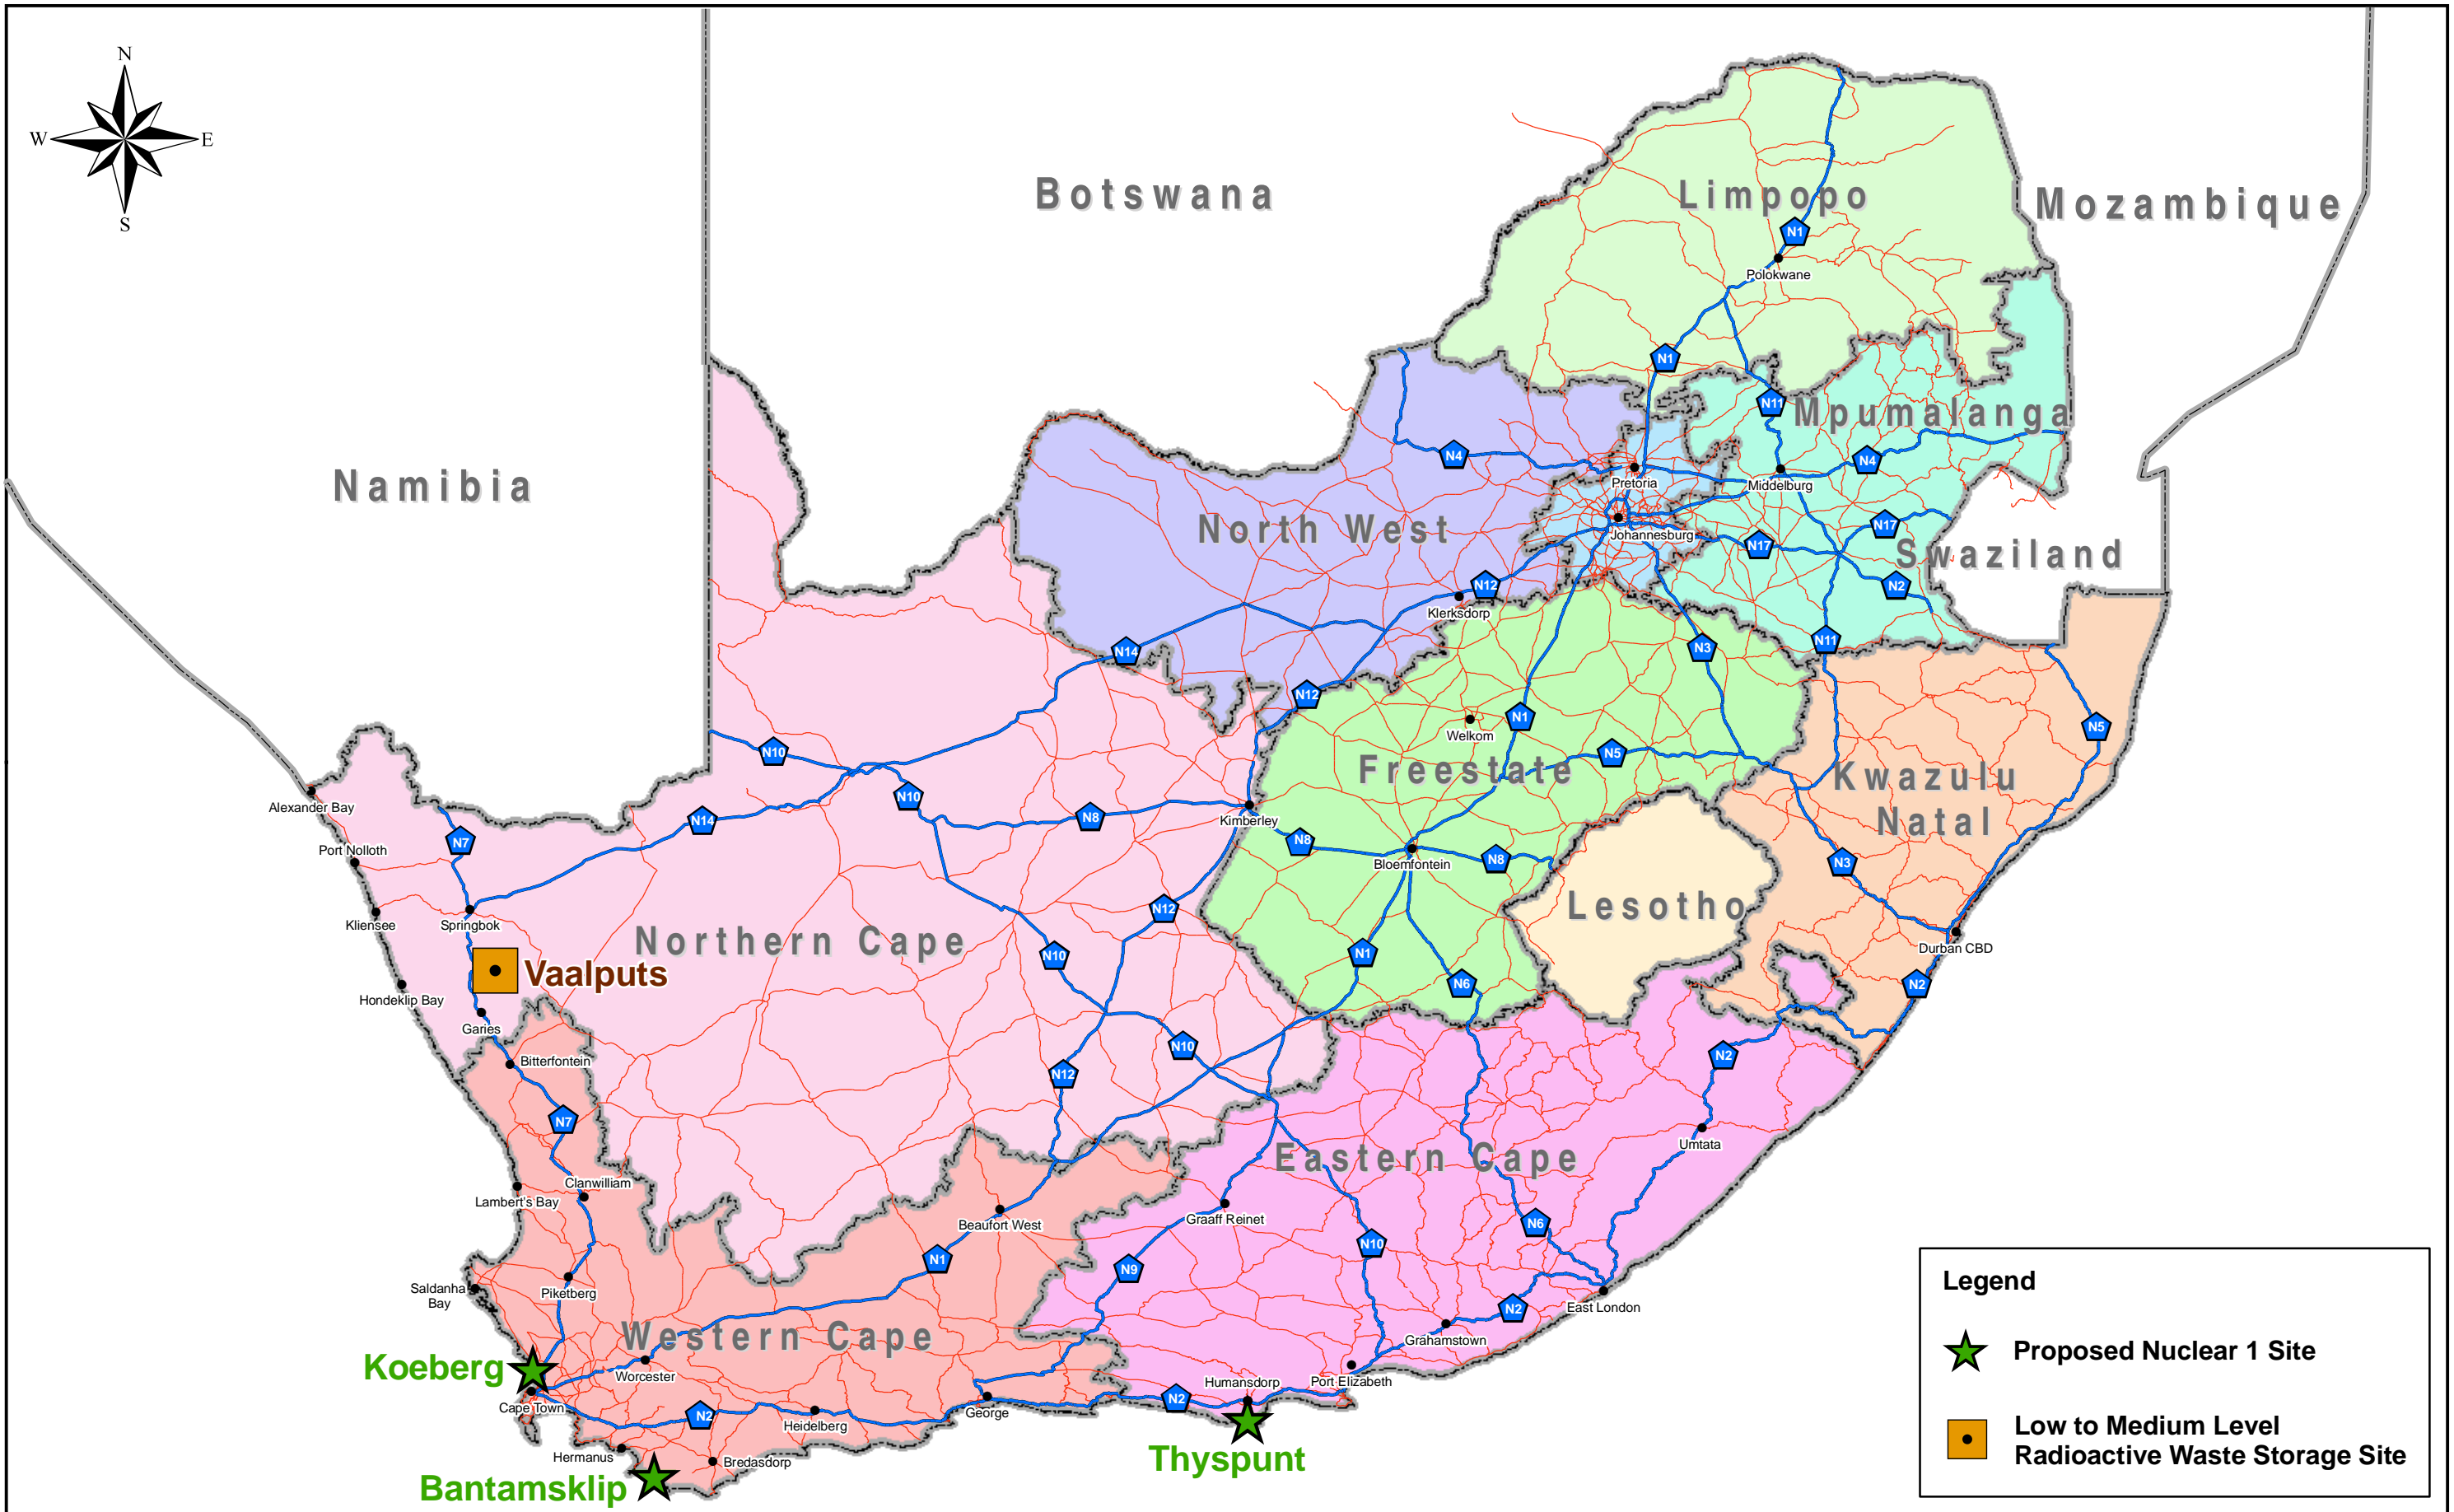 N
W
E
S
Botswana
Limpopo
Mozambique
N1
Polokwane
N1
Namibia
N11
Mpumalanga
N4
N4
Pretoria
Middelburg
North West
N17
Johannesburg
N17
Swaziland
N12
N2
Klerksdorp
N11
N14
N3
N12
N1
Welkom
N5
N10
N5
Freestate
Kwazulu
Natal
Alexander Bay
N10
N14
N8
Kimberley
N7
N8
Port Nolloth
Bloemfontein
N8
N3
Lesotho
N12
Kliensee
Springbok
Northern Cape
Durban CBD
N10
N1
Vaalputs
N6
N2
Hondeklip Bay
Garies
N10
N2
Bitterfontein
N12
N7
Umtata
Eastern Cape
Clanwilliam
Lambert's Bay
Beaufort West
Graaff Reinet
N6
N10
N1
N9
Saldanha
Bay
Piketberg
East London
N2
Western Cape
Grahamstown
Koeberg
Worcester
Humansdorp
Port Elizabeth
Cape Town
N2
N2
Heidelberg
George
Hermanus
Bredasdorp
Thyspunt
Bantamsklip
Legend
Proposed Nuclear 1 Site
Low to Medium Level
Radioactive Waste Storage Site